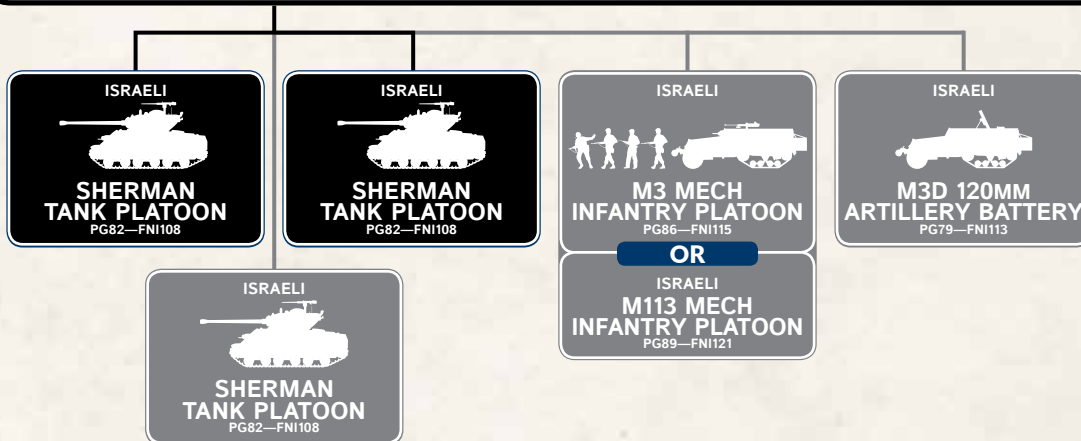 ISRAELI
SHERMAN
TANK PLATOON
PG82—FNI108
ISRAELI
SHERMAN
TANK PLATOON
PG82—FNI108
ISRAELI
M3 MECH
INFANTRY PLATOON
PG86—FNI115
OR
ISRAELI
M113 MECH
INFANTRY PLATOON
PG89—FNI121
ISRAELI
M3D 120MM
ARTILLERY BATTERY
PG79—FNI113
ISRAELI
SHERMAN
TANK PLATOON
PG82—FNI108